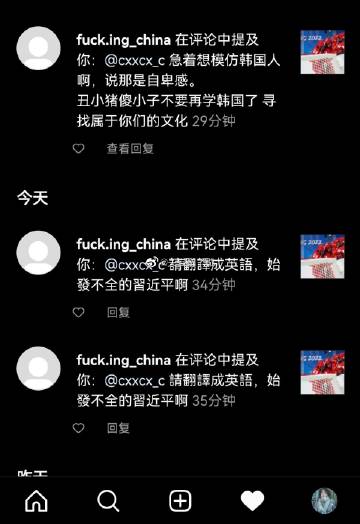 fuck.ing_china 在评论中提及
你：@cxxcx_c 急着想模仿韩国人
啊，说那是自卑感。
丑小猪傻小子不要再学韩国了 寻
找属于你们的文化 29分钟
查看回复
今天
fuck.ing_china 在评论中提及
你：@cxxcx_c 請翻譯成英語，始
發不全的習近平啊 34分钟
回复
fuck.ing_china 在评论中提及
你：@cxxcx_c 請翻譯成英語，始
發不全的習近平啊 35分钟
回复
昨天